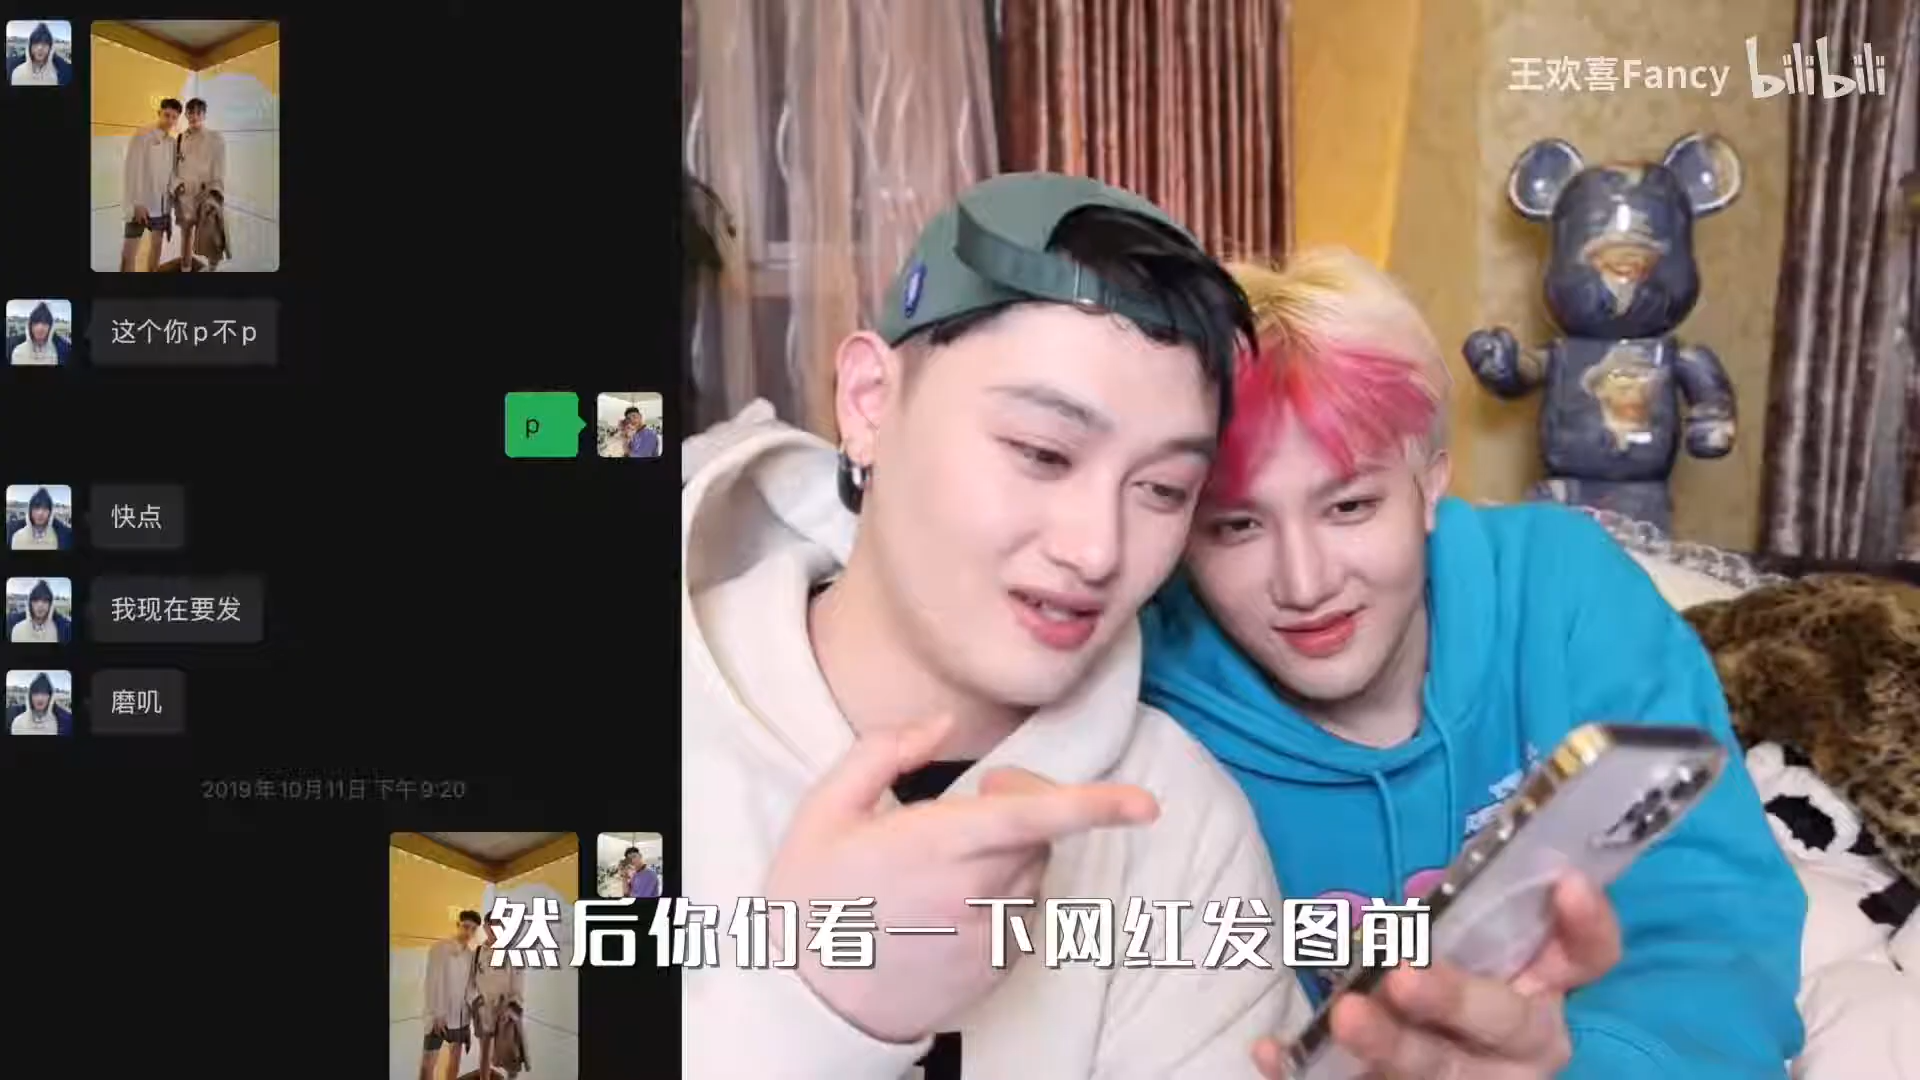 王欢喜Fancy bilibili
这个你p不p
p
快点
我现在要发
磨叽
2019年10月11日 下午9:20
然后你们看一下网红发图前